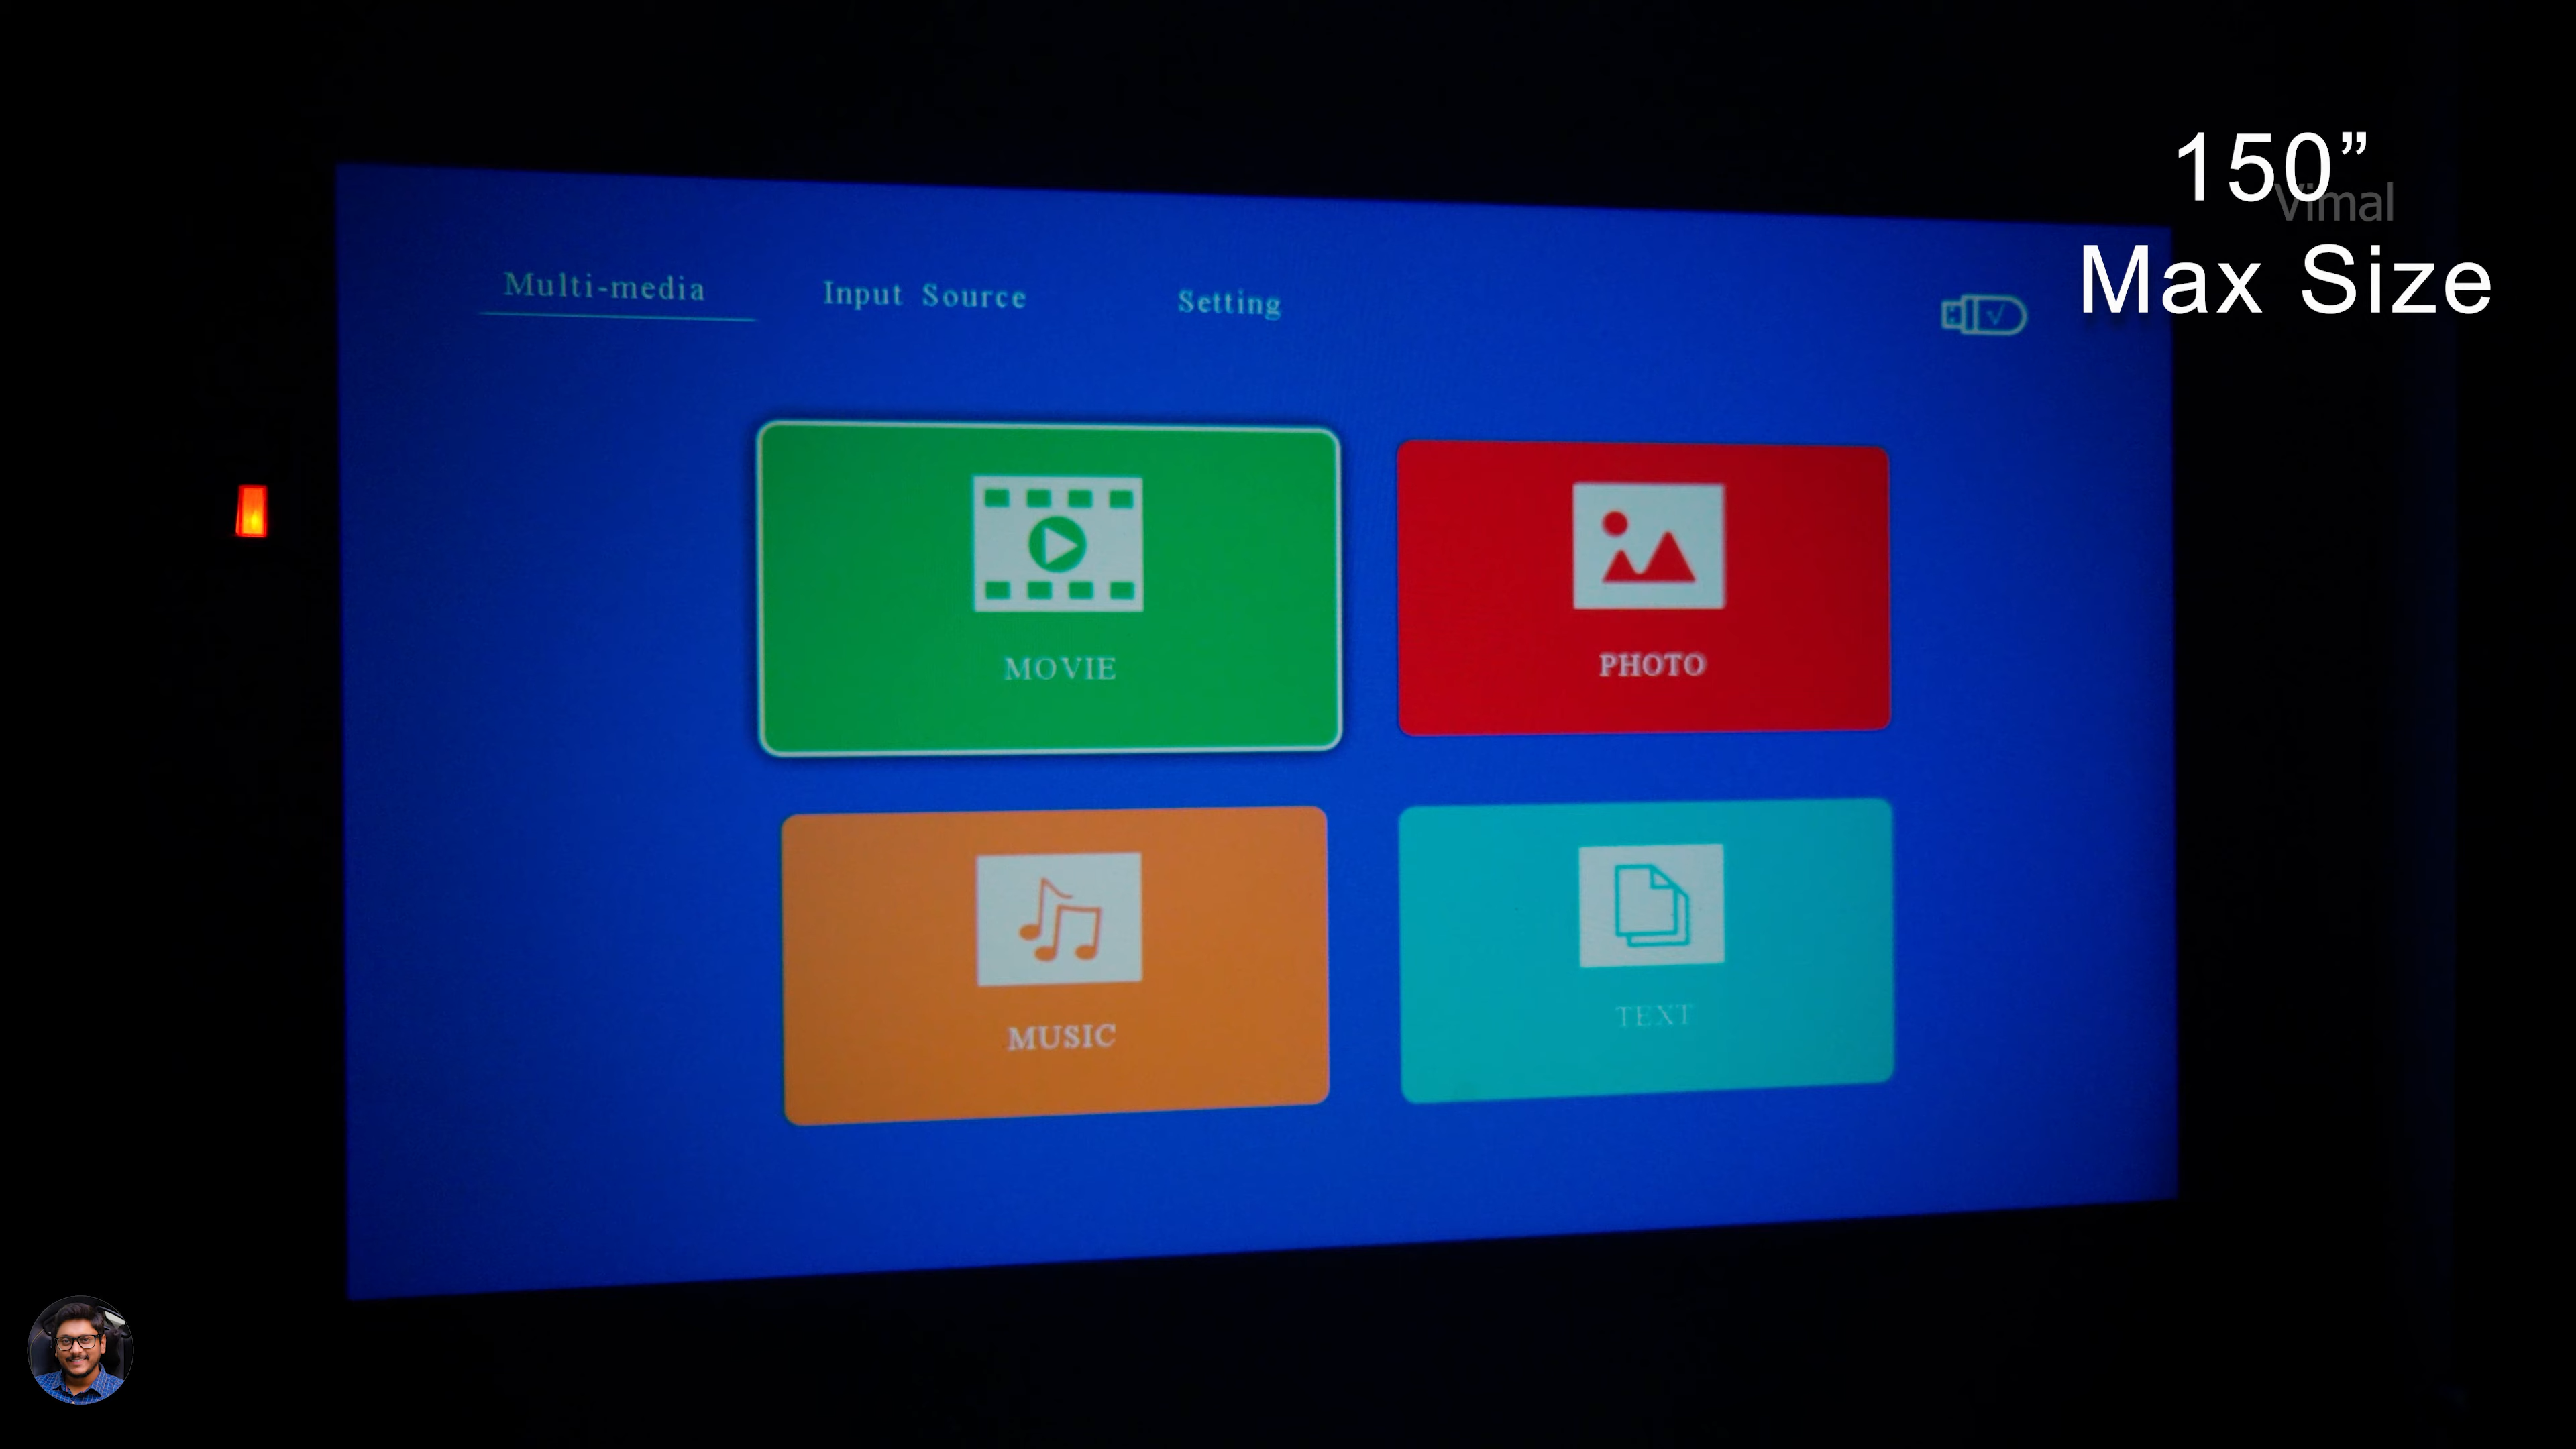 150”
Vimal
Max Size
Multi-media
Input Source
Setting
MOVIE
PHOTO
MUSIC
TEXT